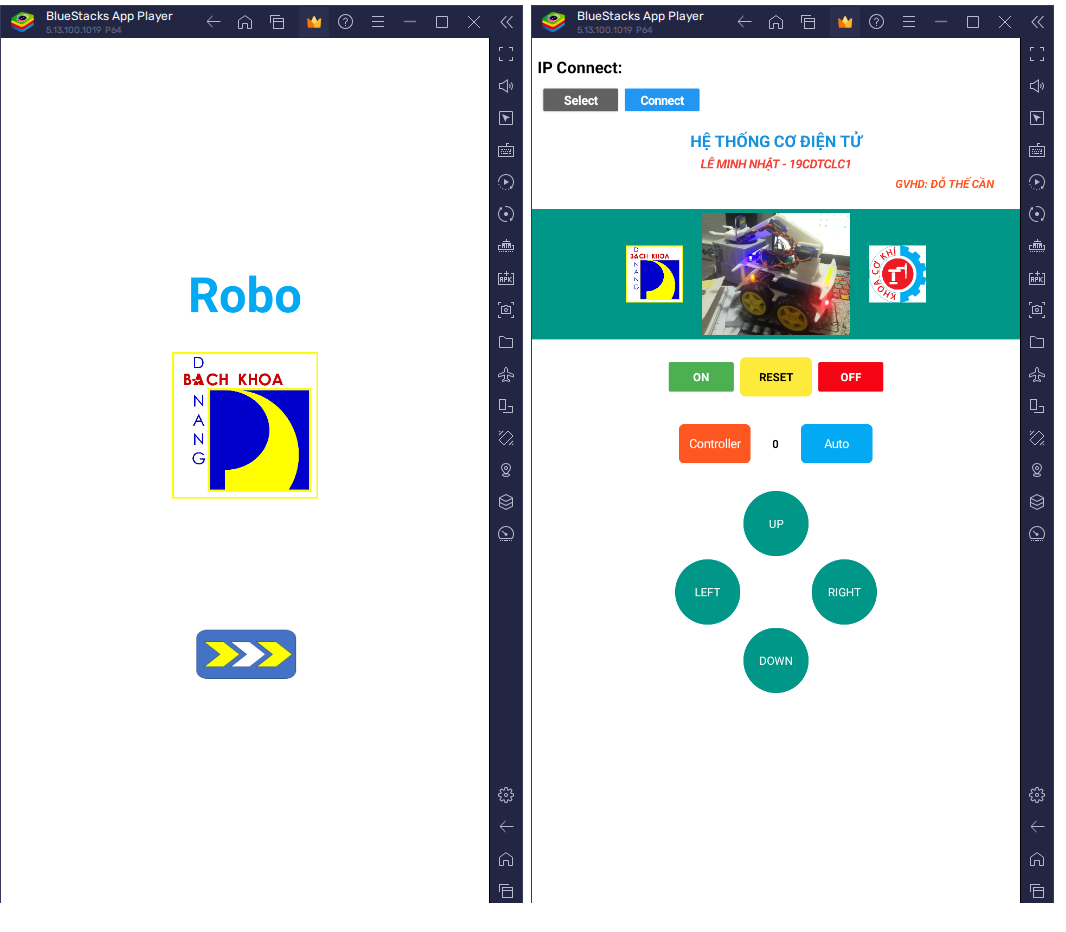 BlueStacks App Player
5.13.100.1019 P64
Robo
D
BÁCH KHOA
N
A
N
G
BlueStacks App Player
5.13.100.1019 P64
IP Connect:
Select Connect
HỆ THỐNG CƠ ĐIỆN TỬ
LÊ MINH NHẬT - 19CDTCLC1
GVHD: ĐỖ THẾ CẦN
D
BACH KHOA
N
A
N
G
KHOA CƠ KHÍ
ON RESET OFF
Controller 0 Auto
UP
LEFT RIGHT
DOWN